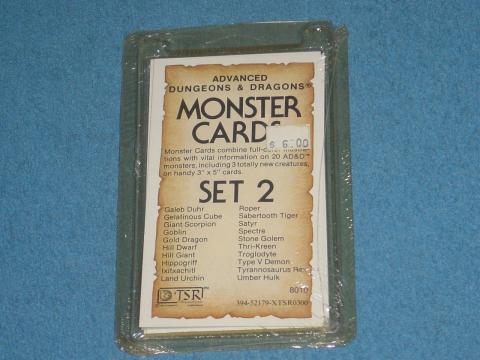 ADVANCED
DUNGEONS & DRAGONS®
MONSTER
CARDS
$ 6.00
Monster Cards combine full-color
tions with vital information on 20 AD&D™
monsters, including 3 totally new creatures,
on handy 3" x 5" cards.
SET 2
Galeb Duhr
Gelatinous Cube
Giant Scorpion
Goblin
Gold Dragon
Hill Dwarf
Hill Giant
Hippogriff
Ixitxachitl
Land Urchin
Roper
Sabertooth Tiger
Satyr
Spectre
Stone Golem
Thri-Kreen
Troglodyte
Type V Demon
Tyrannosaurus Rex
Umber Hulk
TSR
8010
394-52179-XTSR0300